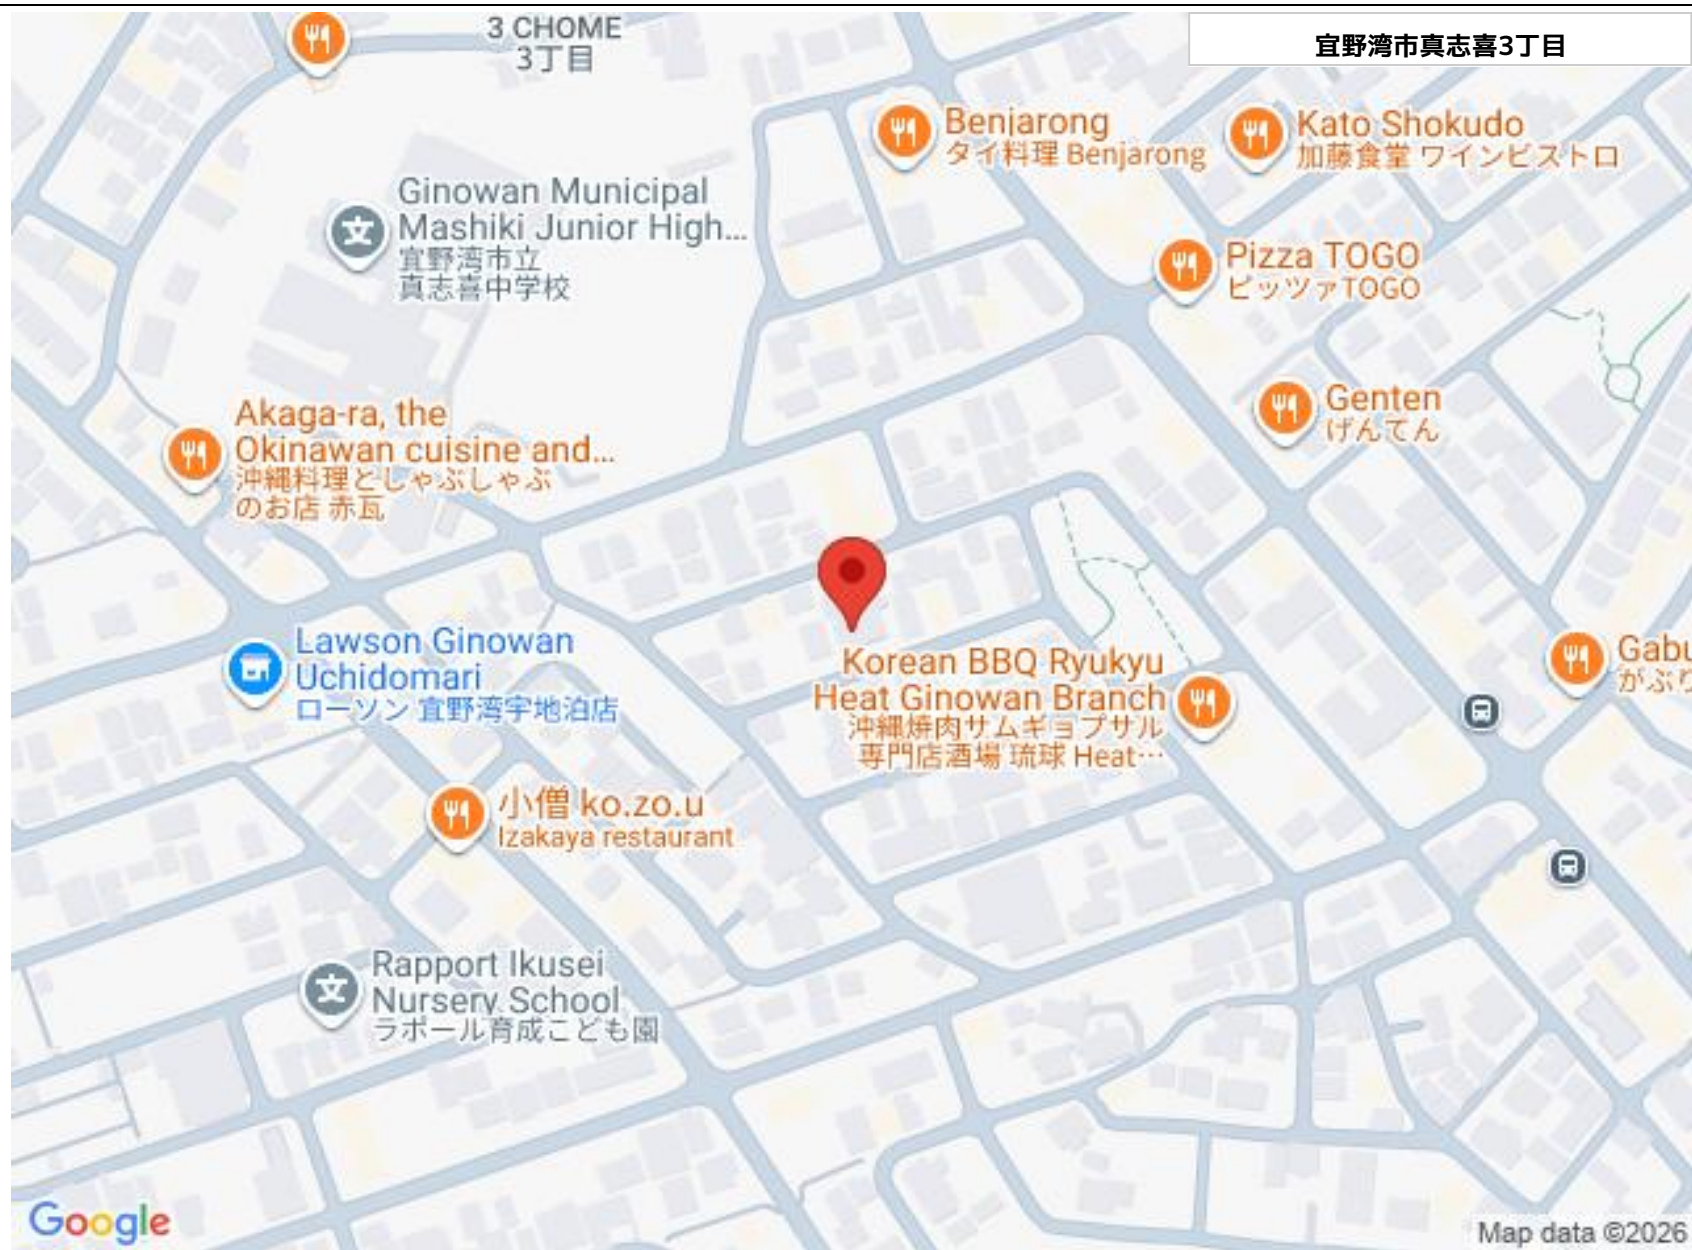 宜野湾市真志喜3丁目
3 CHOME
3丁目
Benjarong
タイ料理 Benjarong
Kato Shokudo
加藤食堂 ワインビストロ
Ginowan Municipal
Mashiki Junior High...
宜野湾市立
真志喜中学校
Pizza TOGO
ピッツァTOGO
Genten
げんてん
Akaga-ra, the
Okinawan cuisine and...
沖縄料理としゃぶしゃぶ
のお店 赤瓦
Lawson Ginowan
Uchidomari
ローソン 宜野湾宇地泊店
Korean BBQ Ryukyu
Heat Ginowan Branch
沖縄焼肉サムギョプサル
専門店酒場 琉球 Heat…
Gabu
がぶり
小僧 ko.zo.u
Izakaya restaurant
Rapport Ikusei
Nursery School
ラポール育成こども園
Google
Map data ©2026